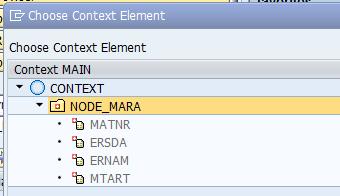 Choose Context Element
Choose Context Element
Context MAIN
CONTEXT
NODE_MARA
MATNR
ERSDA
ERNAM
MTART